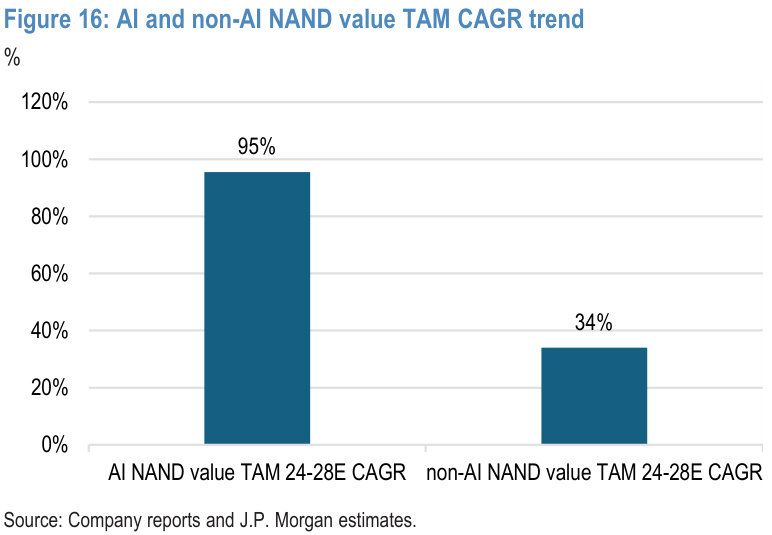 Figure 16: AI and non-AI NAND value TAM CAGR trend
%
120%
100%
80%
60%
40%
20%
0%
95%
34%
AI NAND value TAM 24-28E CAGR
non-AI NAND value TAM 24-28E CAGR
Source: Company reports and J.P. Morgan estimates.